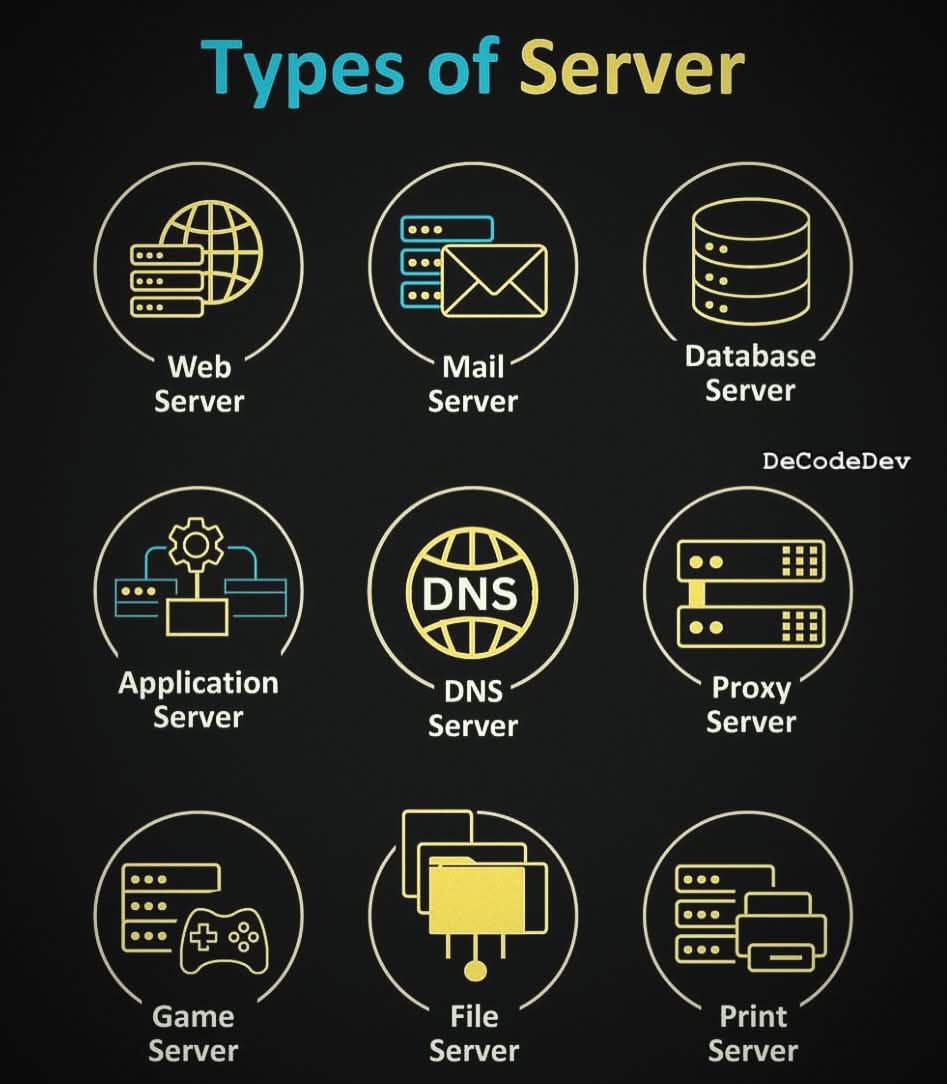 Types of Server
Web
Server
Mail
Server
Database
Server
DeCodeDev
Application
Server
DNS
DNS
Server
Proxy
Server
Game
Server
File
Server
Print
Server